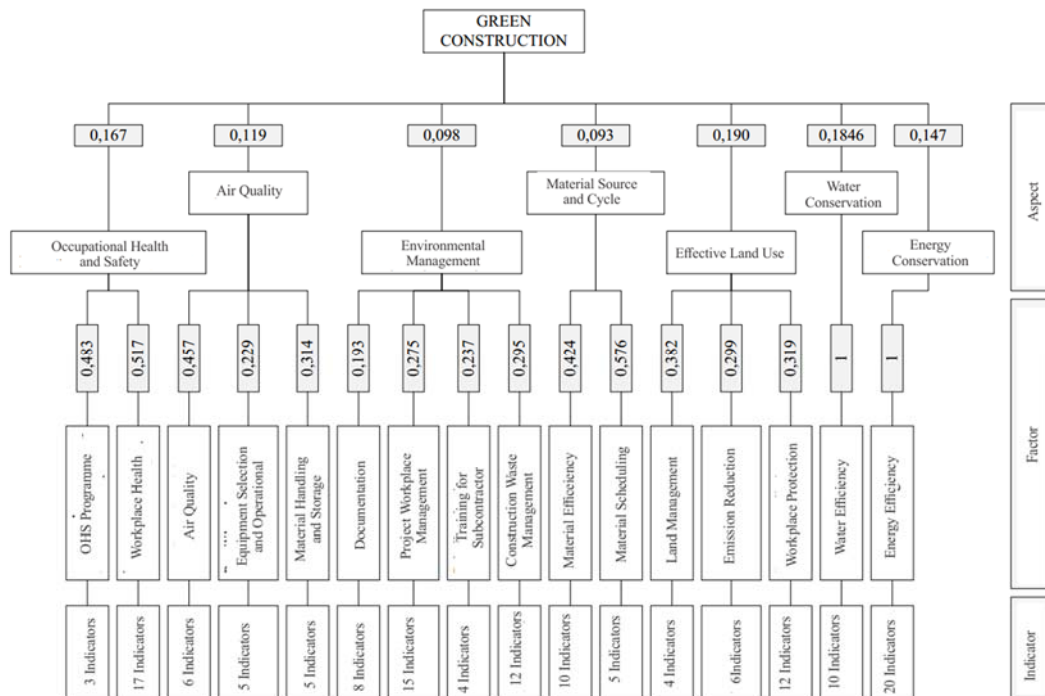 GREEN
CONSTRUCTION
0,167
0,119
0,098
0,093
0,190
0,1846
0,147
Air Quality
Material Source
and Cycle
Water
Conservation
Occupational Health
and Safety
Environmental
Management
Effective Land Use
Energy
Conservation
Aspect
0,483
0,517
0,457
0,229
0,314
0,193
0,275
0,237
0,295
0,424
0,576
0,382
0,299
0,319
1
1
OHS Programme
Workplace Health
Air Quality
Equipment Selection
and Operational
Material Handling
and Storage
Documentation
Project Workplace
Management
Training for
Subcontractor
Construction Waste
Management
Material Efficeiency
Material Scheduling
Land Management
Emission Reduction
Workplace Protection
Water Efficiency
Energy Efficiency
Factor
3 Indicators
17 Indicators
6 Indicators
5 Indicators
5 Indicators
8 Indicators
15 Indicators
4 Indicators
12 Indicators
10 Indicators
5 Indicators
4 Indicators
6Indicators
12 Indicators
10 Indicators
20 Indicators
Indicator